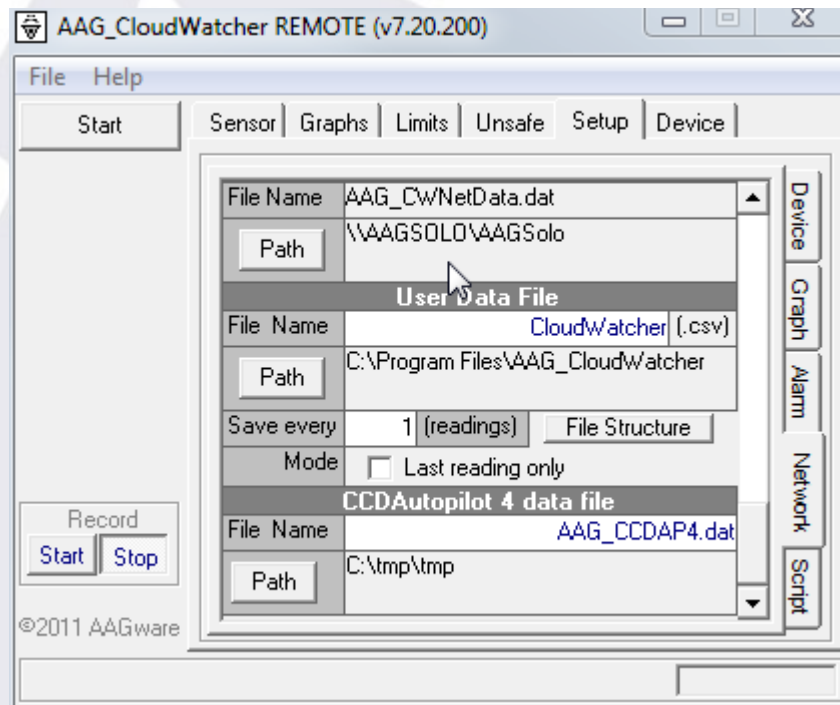 AAG_CloudWatcher REMOTE (v7.20.200)
File Help
Start
Sensor Graphs Limits Unsafe Setup Device
File Name AAG_CWNetData.dat
Path \\AAGSOLO\AAGSolo
User Data File
File Name CloudWatcher (.csv)
Path C:\Program Files\AAG_CloudWatcher
Save every 1 (readings) File Structure
Mode Last reading only
CCDAutopilot 4 data file
File Name AAG_CCDAP4.dat
Path C:\tmp\tmp
Device
Graph
Alarm
Network
Script
Record
Start Stop
©2011 AAGware